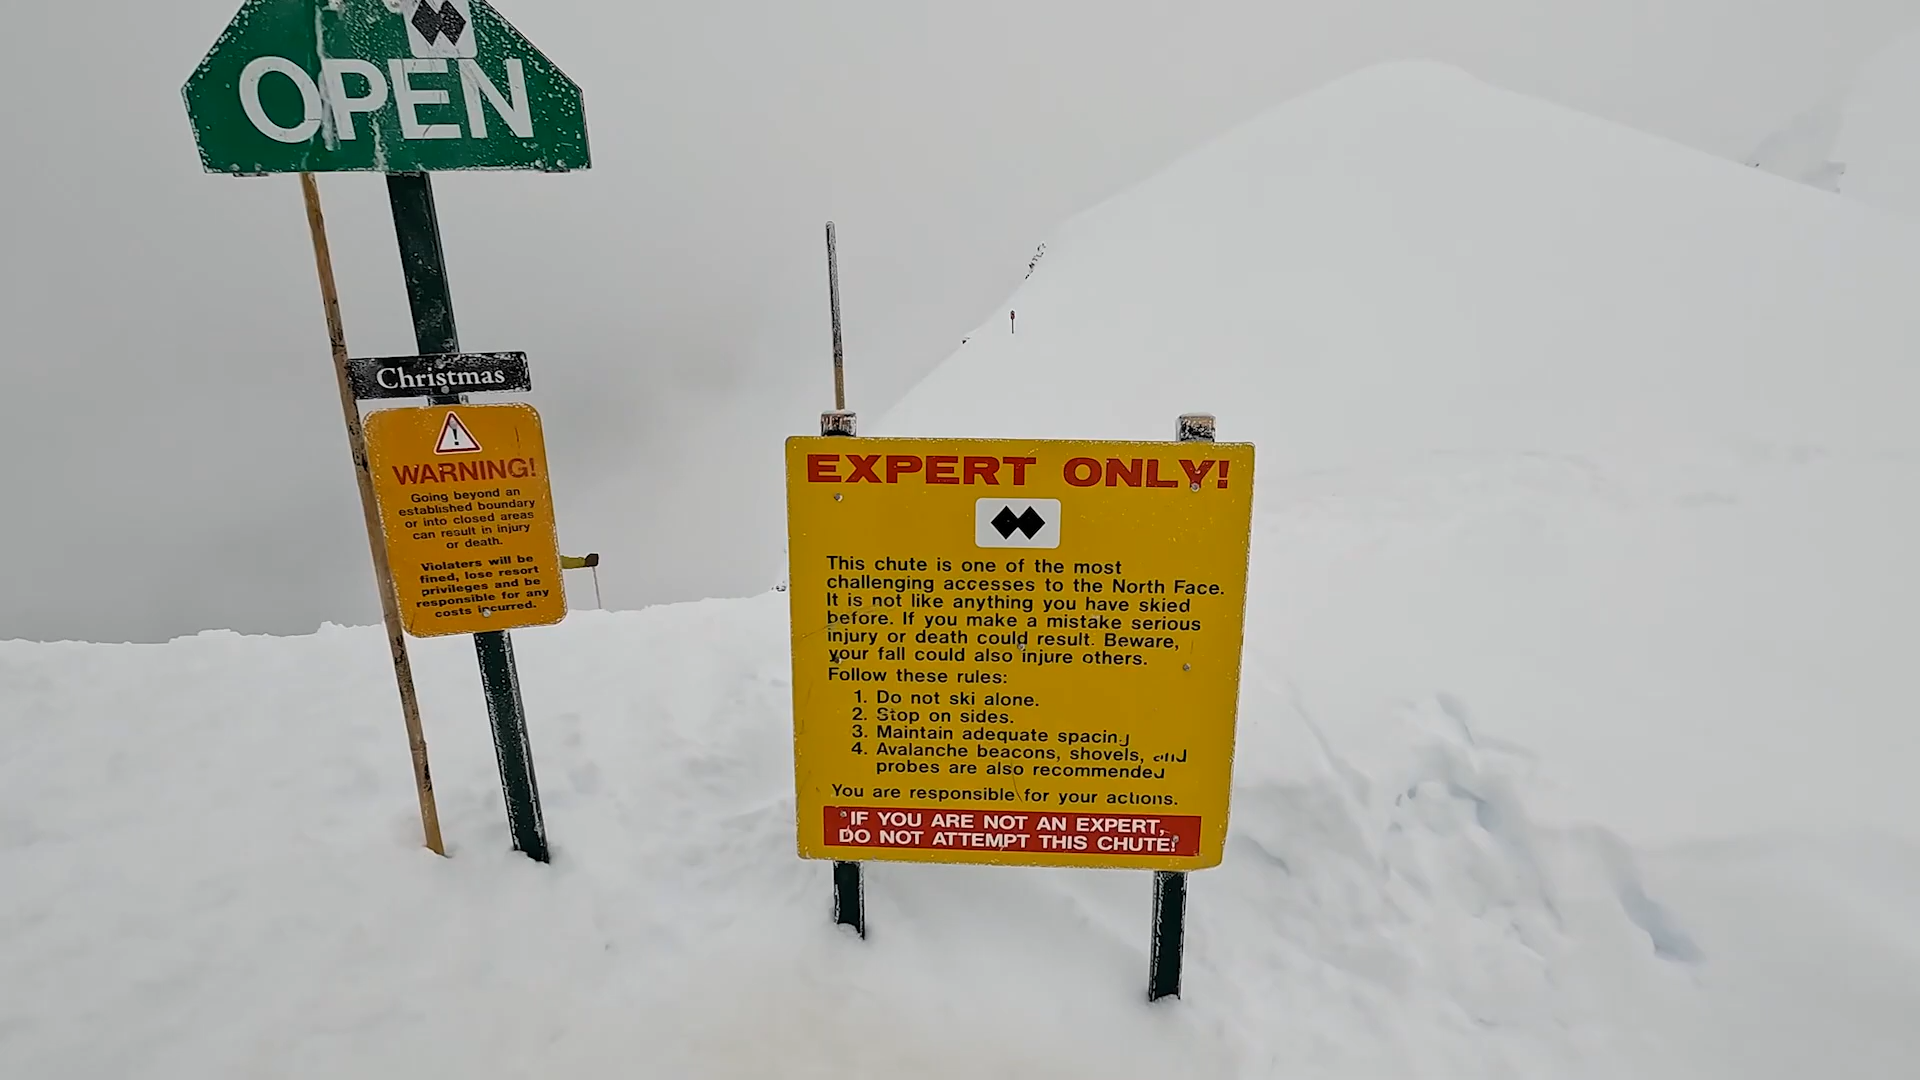 OPEN
Christmas
WARNING!
Going beyond an
established boundary
or into closed areas
can result in injury
or death.
Violaters will be
fined, lose resort
privileges and be
responsible for any
costs incurred.
EXPERT ONLY!
This chute is one of the most
challenging accesses to the North Face.
It is not like anything you have skied
before. If you make a mistake serious
injury or death could result. Beware,
your fall could also injure others.
Follow these rules:
1. Do not ski alone.
2. Stop on sides.
3. Maintain adequate spacing
4. Avalanche beacons, shovels, and
probes are also recommended
You are responsible for your actions.
IF YOU ARE NOT AN EXPERT,
DO NOT ATTEMPT THIS CHUTE!